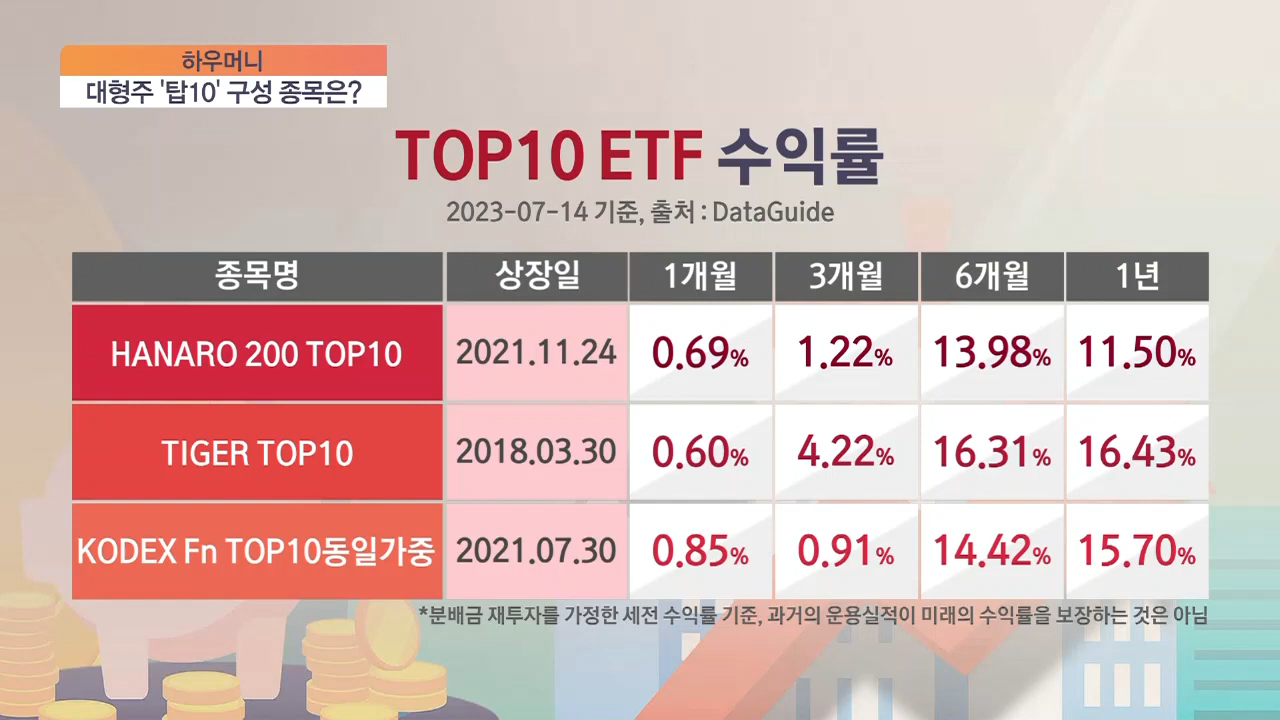 하우머니
대형주 '탑10' 구성 종목은?
TOP10 ETF 수익률
2023-07-14 기준, 출처 : DataGuide
종목명 상장일 1개월 3개월 6개월 1년
HANARO 200 TOP10 2021.11.24 0.69% 1.22% 13.98% 11.50%
TIGER TOP10 2018.03.30 0.60% 4.22% 16.31% 16.43%
KODEX Fn TOP10동일가중 2021.07.30 0.85% 0.91% 14.42% 15.70%
*분배금 재투자를 가정한 세전 수익률 기준, 과거의 운용실적이 미래의 수익률을 보장하는 것은 아님